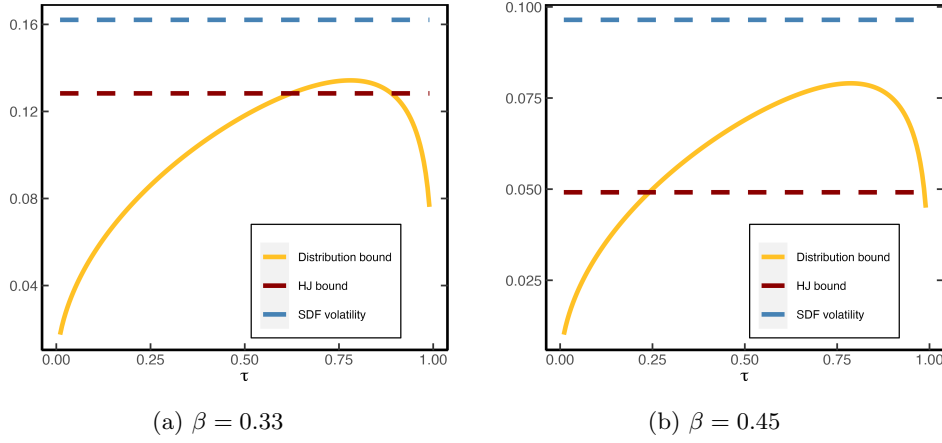 0.16
0.12
0.08
0.04
0.00
0.25
0.50
0.75
1.00
τ
Distribution bound
HJ bound
SDF volatility
(a) β = 0.33
0.100
0.075
0.050
0.025
0.00
0.25
0.50
0.75
1.00
τ
Distribution bound
HJ bound
SDF volatility
(b) β = 0.45